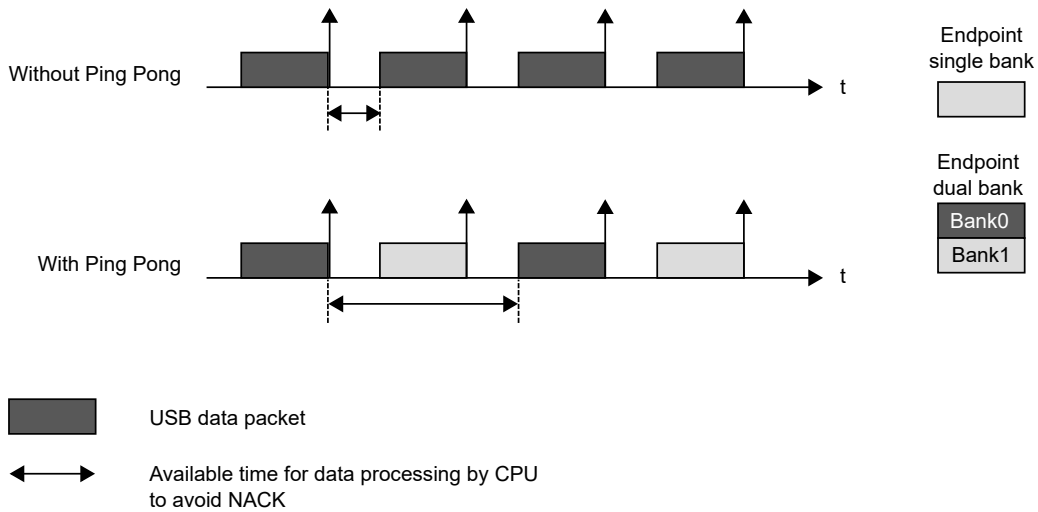 Without Ping Pong
t
Endpoint
single bank
Endpoint
dual bank
Bank0
Bank1
With Ping Pong
t
USB data packet
Available time for data processing by CPU
to avoid NACK